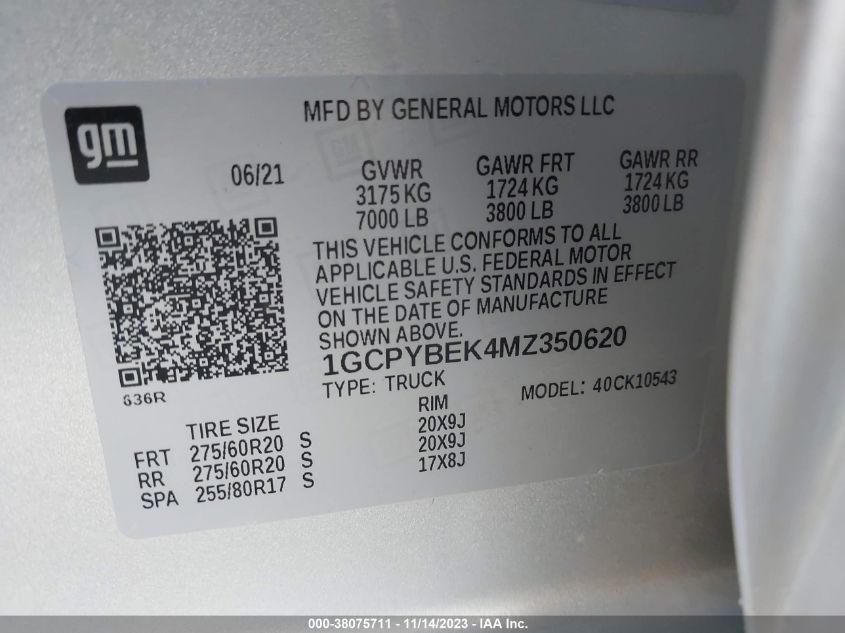 MFD BY GENERAL MOTORS LLC
gm
06/21
GVWR GAWR FRT GAWR RR
3175 KG 1724 KG 1724 KG
7000 LB 3800 LB 3800 LB
THIS VEHICLE CONFORMS TO ALL
APPLICABLE U.S. FEDERAL MOTOR
VEHICLE SAFETY STANDARDS IN EFFECT
ON THE DATE OF MANUFACTURE
SHOWN ABOVE.
1GCPYBEK4MZ350620
636R
TYPE: TRUCK MODEL: 40CK10543
TIRE SIZE RIM
FRT 275/60R20 S 20X9J
RR 275/60R20 S 20X9J
SPA 255/80R17 S 17X8J
000-38075711 - 11/14/2023 - IAA Inc.